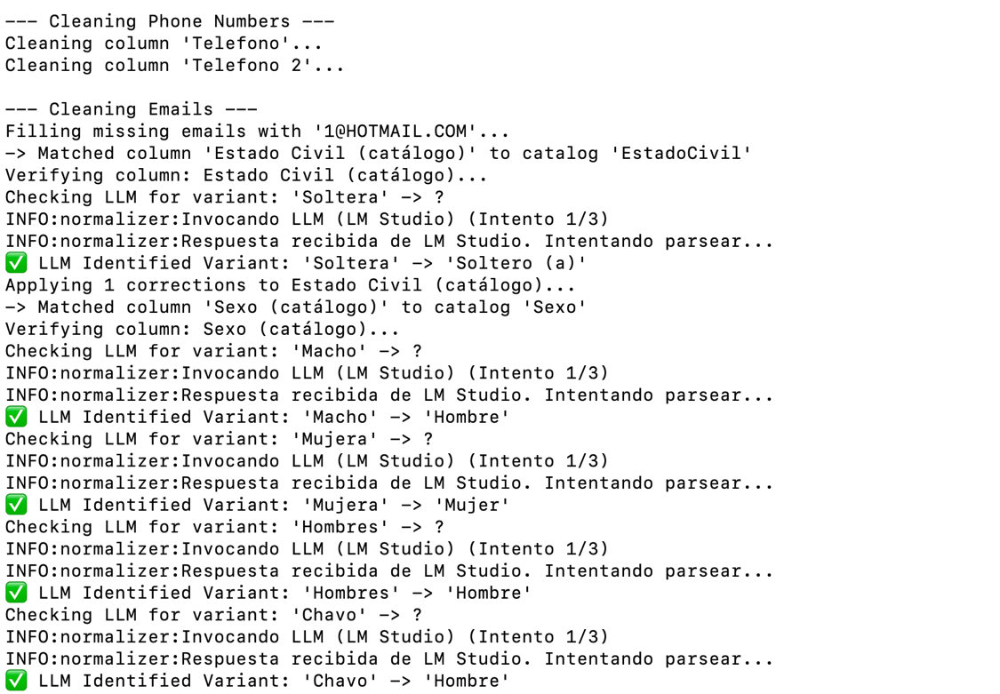 --- Cleaning Phone Numbers ---
Cleaning column 'Telefono'...
Cleaning column 'Telefono 2'...
--- Cleaning Emails ---
Filling missing emails with '1@HOTMAIL.COM'...
-> Matched column 'Estado Civil (catálogo)' to catalog 'EstadoCivil'
Verifying column: Estado Civil (catálogo)...
Checking LLM for variant: 'Soltera' -> ?
INFO:normalizer:Invocando LLM (LM Studio) (Intento 1/3)
INFO:normalizer:Respuesta recibida de LM Studio. Intentando parsear...
✅ LLM Identified Variant: 'Soltera' -> 'Soltero (a)'
Applying 1 corrections to Estado Civil (catálogo)...
-> Matched column 'Sexo (catálogo)' to catalog 'Sexo'
Verifying column: Sexo (catálogo)...
Checking LLM for variant: 'Macho' -> ?
INFO:normalizer:Invocando LLM (LM Studio) (Intento 1/3)
INFO:normalizer:Respuesta recibida de LM Studio. Intentando parsear...
✅ LLM Identified Variant: 'Macho' -> 'Hombre'
Checking LLM for variant: 'Mujera' -> ?
INFO:normalizer:Invocando LLM (LM Studio) (Intento 1/3)
INFO:normalizer:Respuesta recibida de LM Studio. Intentando parsear...
✅ LLM Identified Variant: 'Mujera' -> 'Mujer'
Checking LLM for variant: 'Hombres' -> ?
INFO:normalizer:Invocando LLM (LM Studio) (Intento 1/3)
INFO:normalizer:Respuesta recibida de LM Studio. Intentando parsear...
✅ LLM Identified Variant: 'Hombres' -> 'Hombre'
Checking LLM for variant: 'Chavo' -> ?
INFO:normalizer:Invocando LLM (LM Studio) (Intento 1/3)
INFO:normalizer:Respuesta recibida de LM Studio. Intentando parsear...
✅ LLM Identified Variant: 'Chavo' -> 'Hombre'